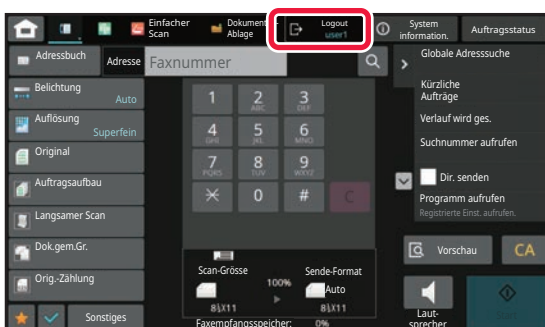 Einfacher
Scan
Dokument
Ablage
Logout
user1
System
information.
Auftragsstatus
Adressbuch
Adresse
Faxnummer
Globale Adresssuche
Kürzliche
Aufträge
Verlauf wird ges.
Suchnummer aufrufen
Dir. senden
Programm aufrufen
Registrierte Einst. aufrufen.
Belichtung
Auto
Auflösung
Superfein
Original
Auftragsaufbau
Langsamer Scan
Dok.gem.Gr.
Orig.-Zählung
Sonstiges
1
2
ABC
3
DEF
4
GHI
5
JKL
6
MNO
7
PQRS
8
TUV
9
WXYZ
0
#
C
Scan-Grösse
100%
Sende-Format
Auto
8½X11
8½X11
Faxempfangsspeicher: 0%
Vorschau
CA
Laut-
sprecher
Start